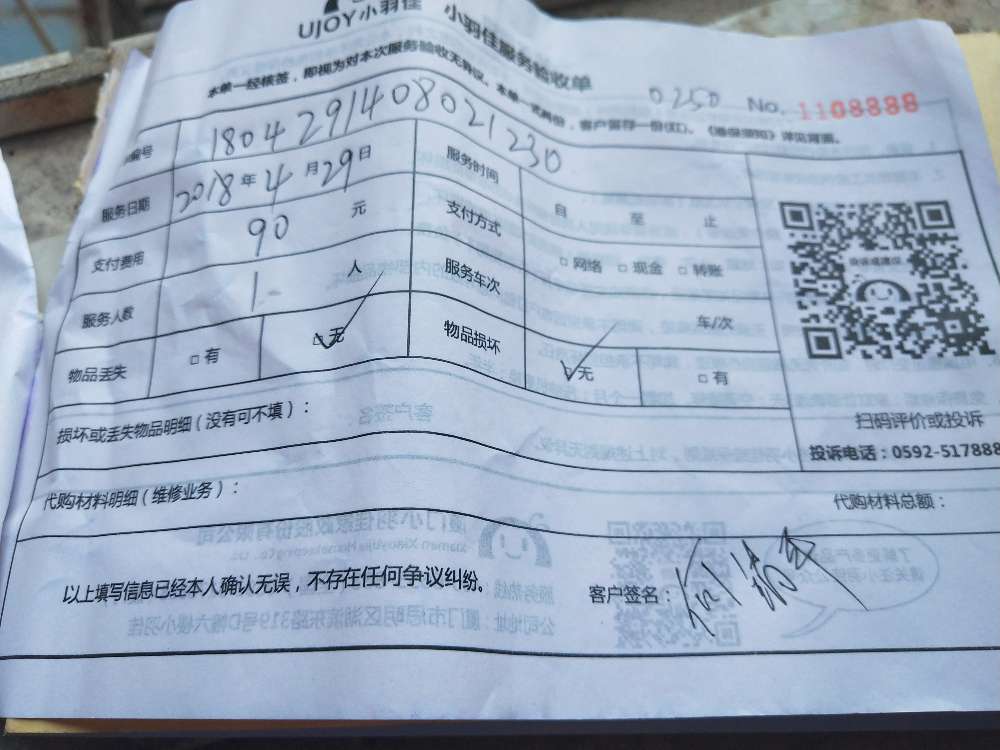 UJOY小羽佳 小羽佳服务验收单
本单一经核签,即视为对本次服务验收无异议。本单一式两份,客户留存一份(红)。《维保须知》详见背面。
0250 No. 1108888
编号 1804291408021230
服务日期 2018年4月29日 服务时间 自 至 止
支付费用 90 元 支付方式 □网络 □现金 □转账
服务人数 1 人 服务车次 车/次
物品丢失 □有 □无 物品损坏 □无 □有
扫码评价或投诉
投诉电话:0592-517888
损坏或丢失物品明细(没有可不填):
代购材料明细(维修业务): 代购材料总额:
以上填写信息已经本人确认无误,不存在任何争议纠纷。 客户签名: